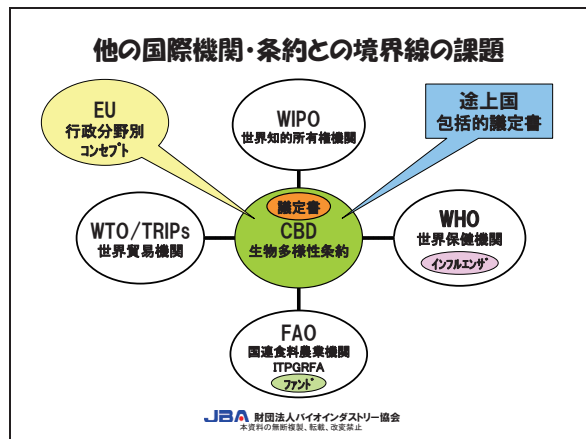 他の国際機関・条約との境界線の課題
EU
行政分野別
ｺﾝｾﾌﾟﾄ
WIPO
世界知的所有権機関
途上国
包括的議定書
WTO/TRIPs
世界貿易機関
議定書
CBD
生物多様性条約
WHO
世界保健機関
ｲﾝﾌﾙｴﾝｻﾞ
FAO
国連食料農業機関
ITPGRFA
ﾌｧﾝﾄﾞ
JBA 財団法人バイオインダストリー協会
本資料の無断複製、転載、改変禁止